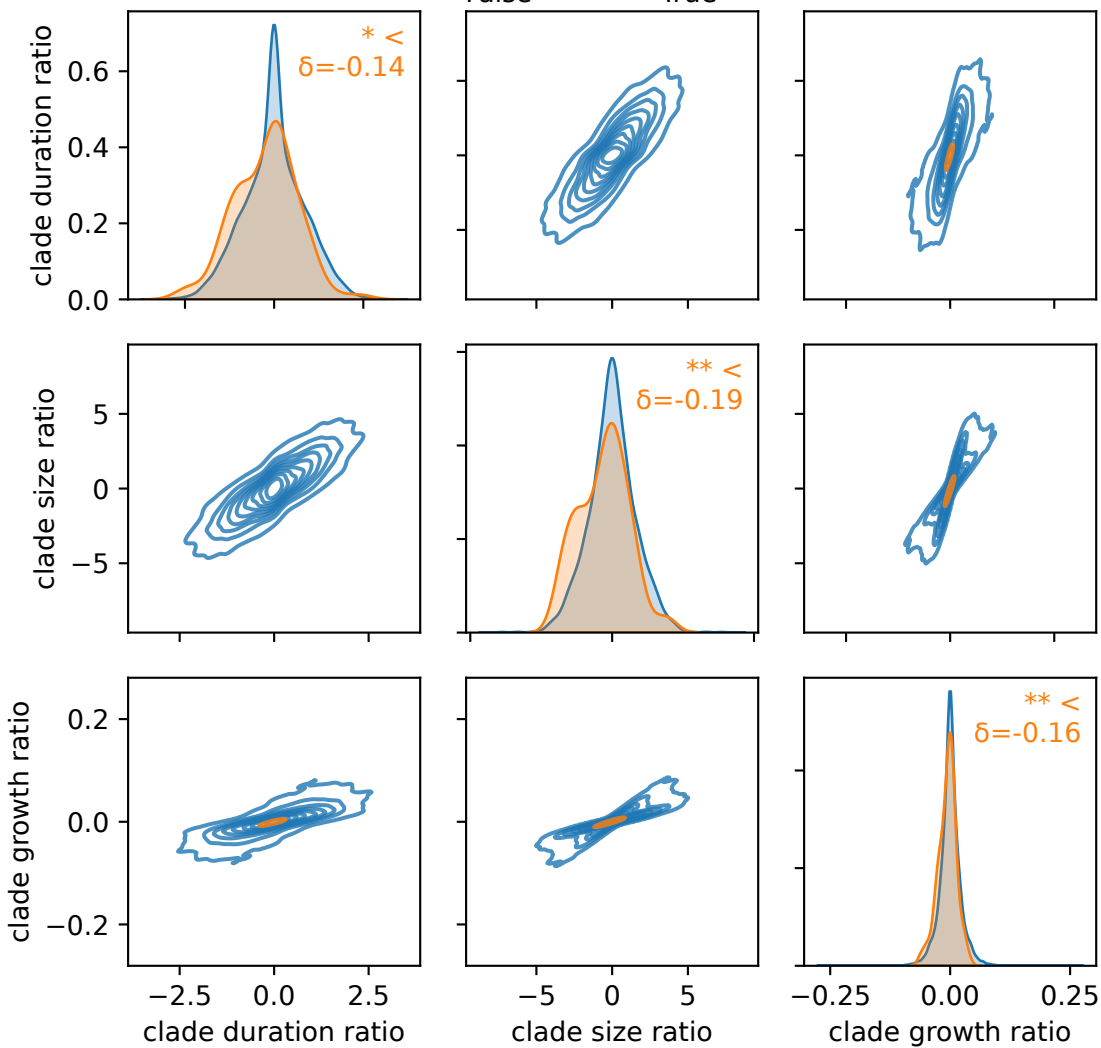 * <
δ=-0.14
clade duration ratio
0.6
0.4
0.2
0.0
** <
δ=-0.19
clade size ratio
5
0
−5
** <
δ=-0.16
clade growth ratio
0.2
0.0
−0.2
−2.5 0.0 2.5
−5 0 5
−0.25 0.00 0.25
clade duration ratio
clade size ratio
clade growth ratio